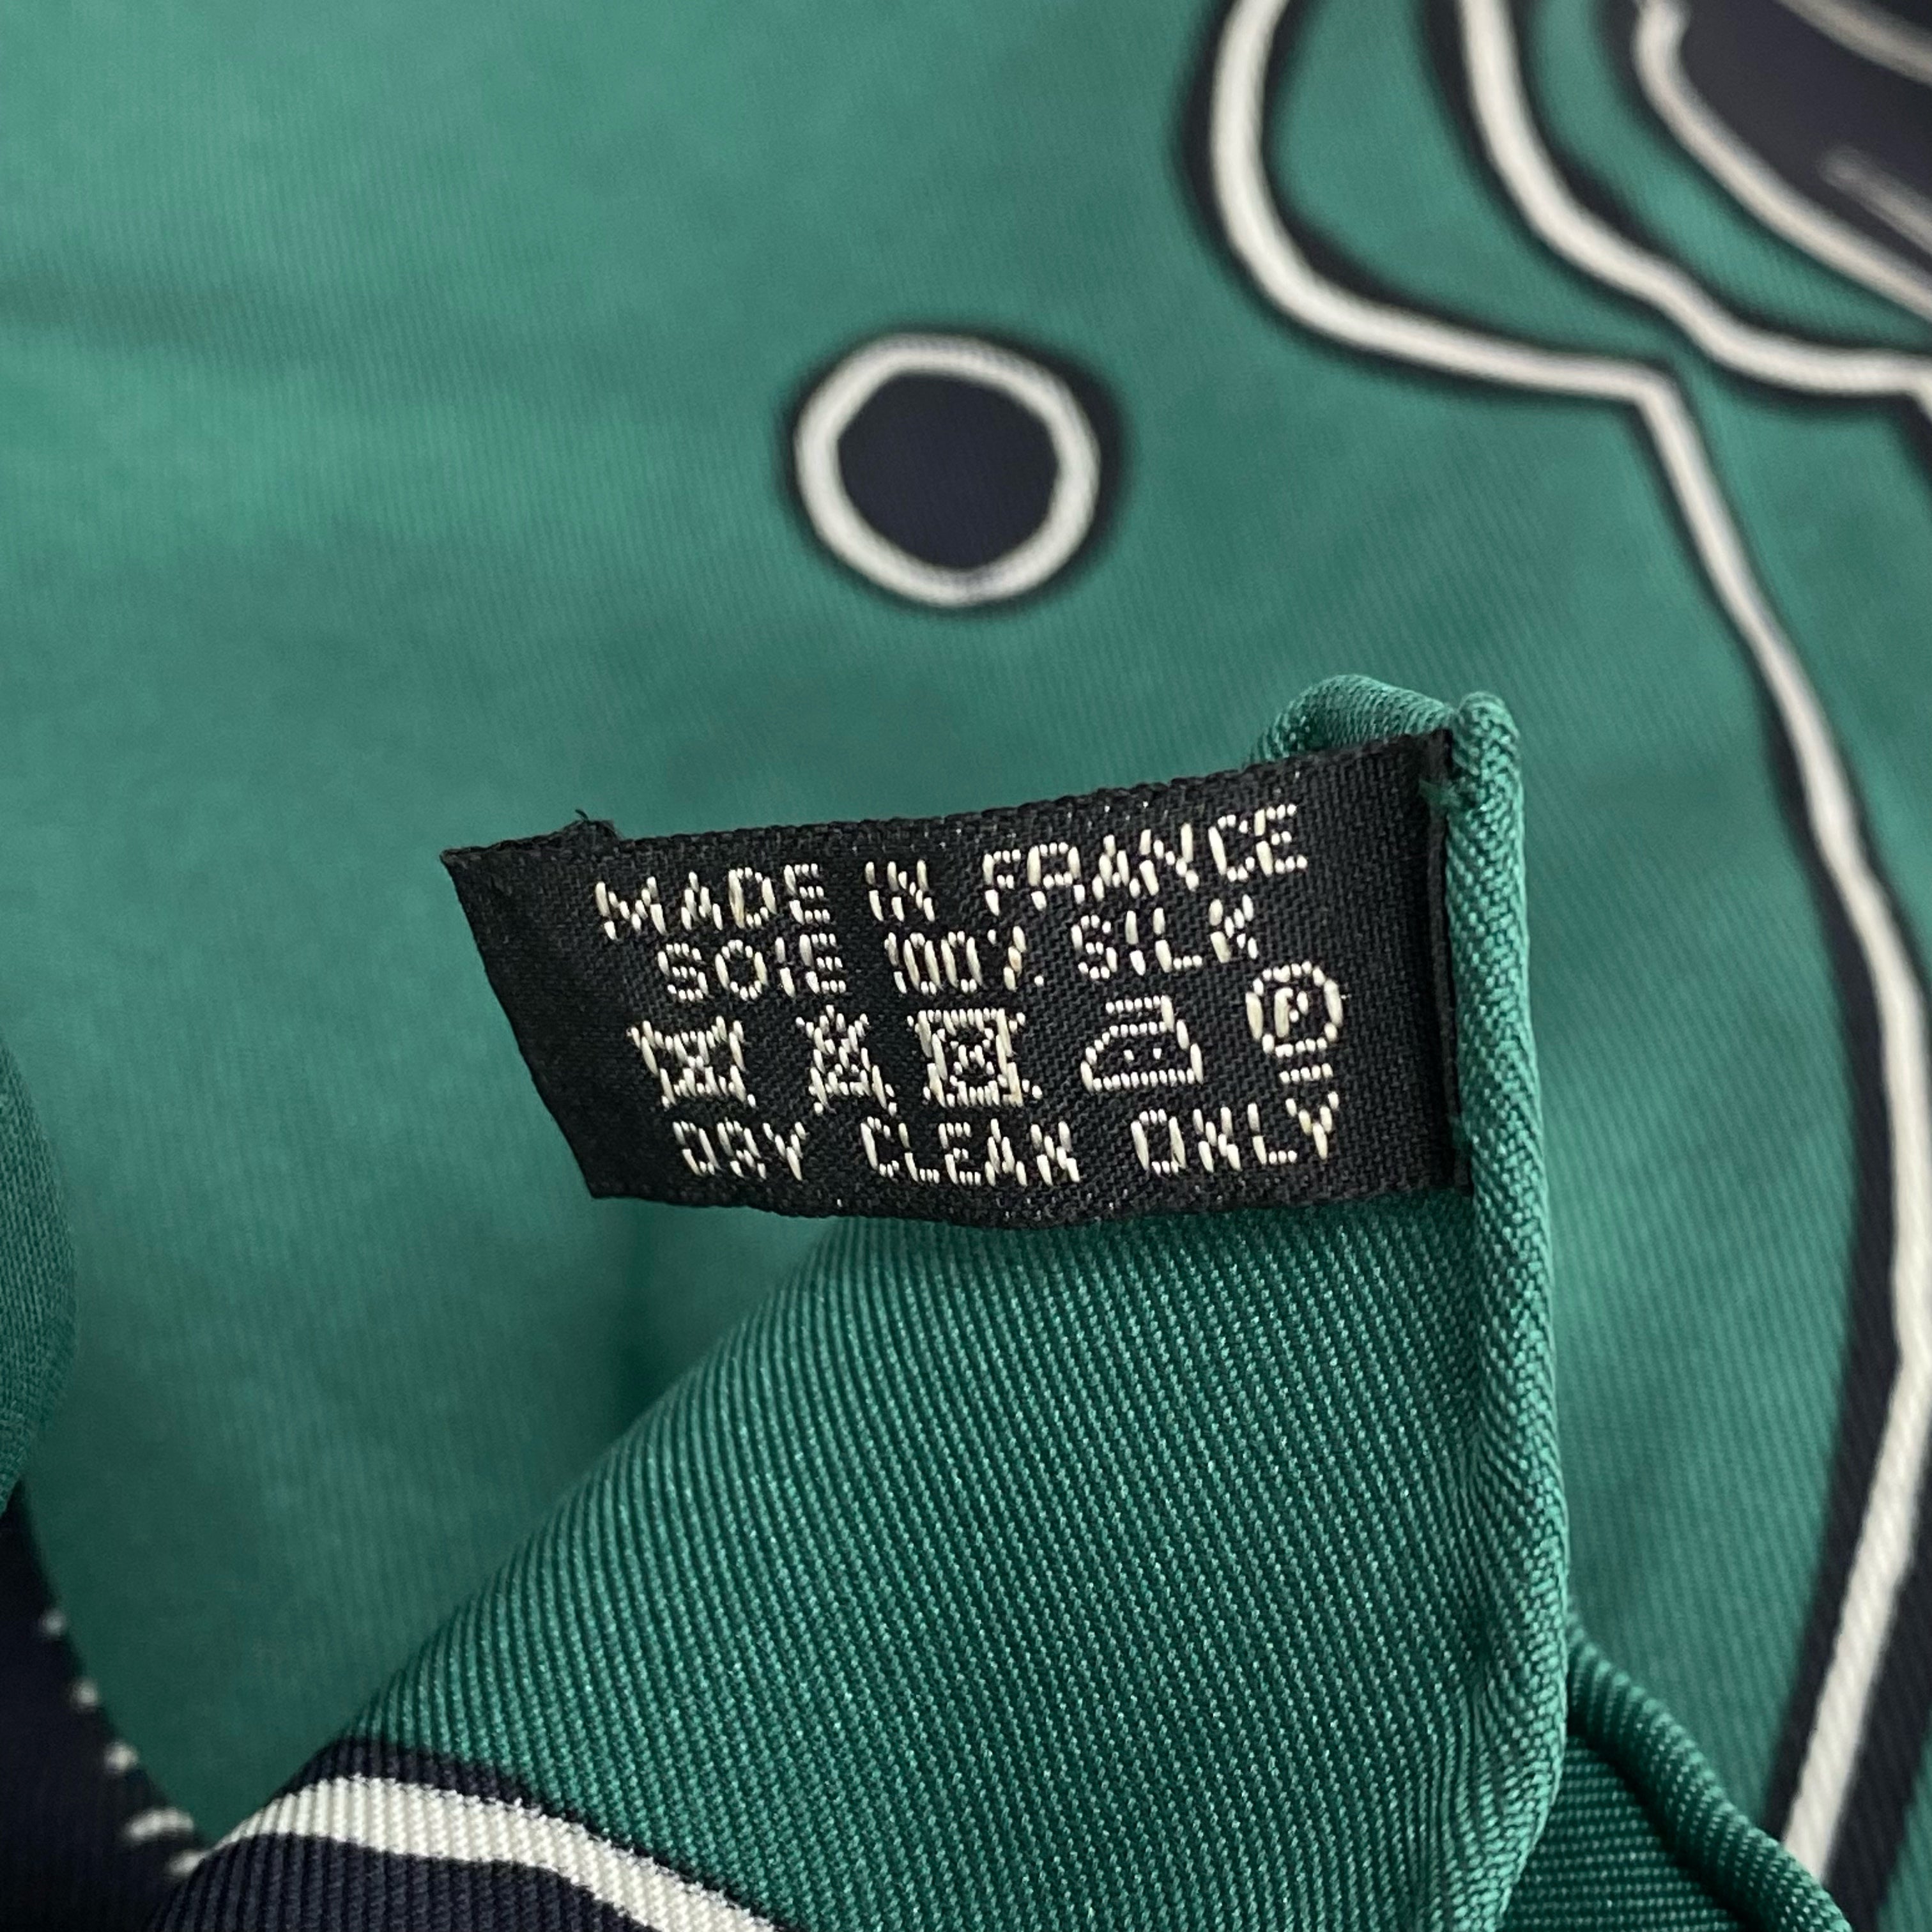 MADE IN FRANCE
SOIE 100% SILK
P
DRY CLEAN ONLY